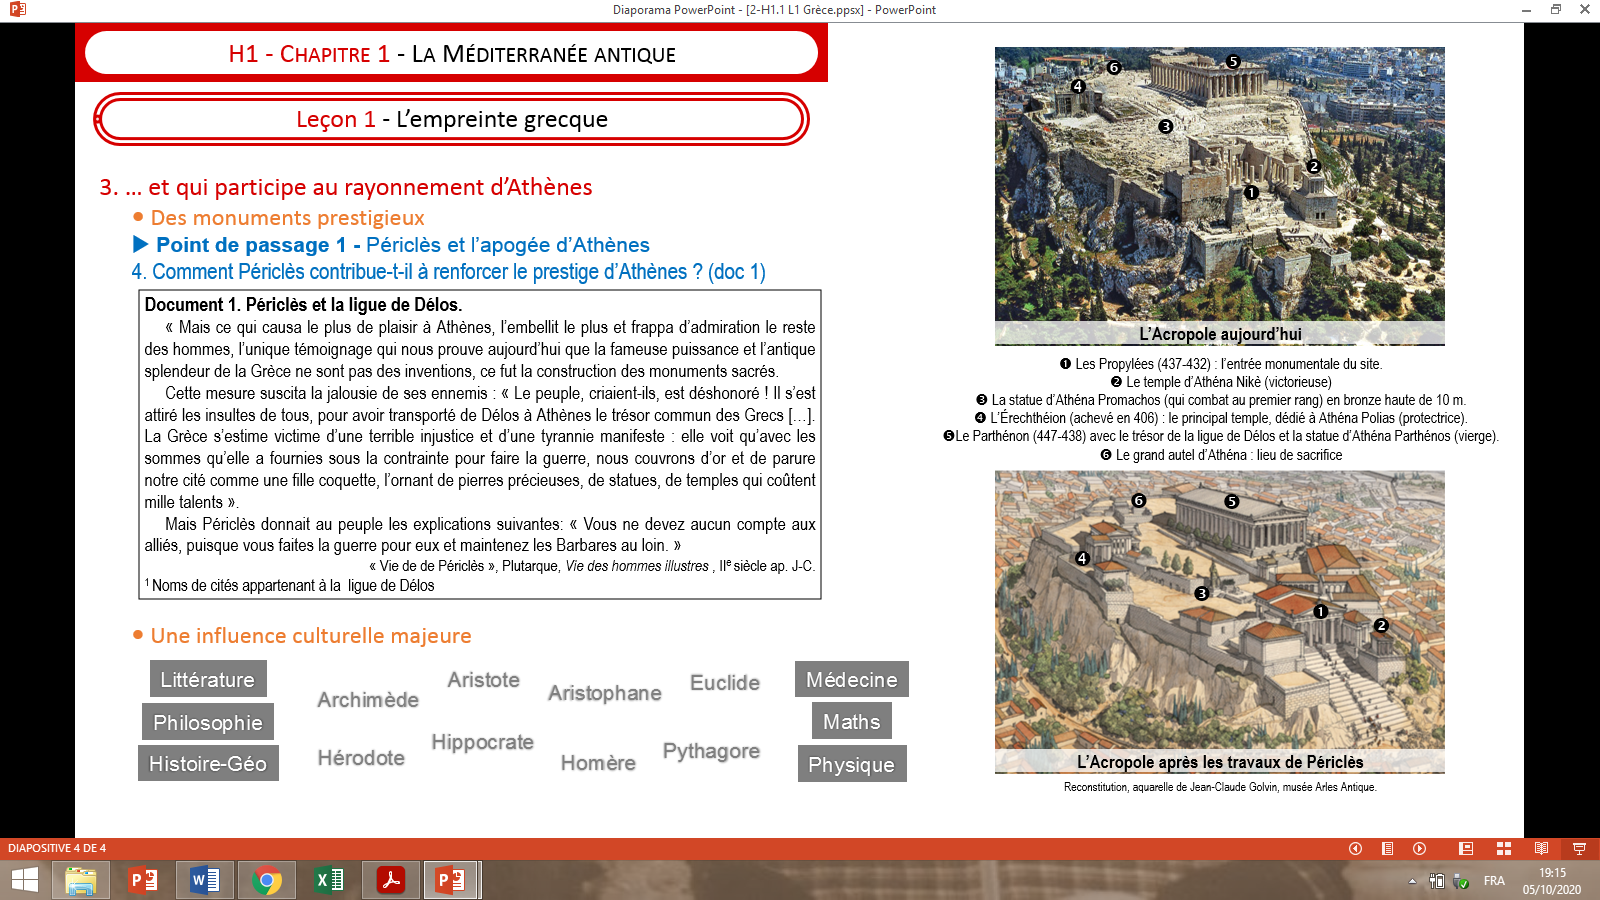 Diaporama PowerPoint - [2-H1.1 L1 Grèce.ppsx] - PowerPoint
H1 - CHAPITRE 1 - LA MÉDITERRANÉE ANTIQUE
Leçon 1 - L’empreinte grecque
3. ... et qui participe au rayonnement d’Athènes
• Des monuments prestigieux
▶ Point de passage 1 - Périclès et l’apogée d’Athènes
4. Comment Périclès contribue-t-il à renforcer le prestige d’Athènes ? (doc 1)
Document 1. Périclès et la ligue de Délos.
« Mais ce qui causa le plus de plaisir à Athènes, l’embellit le plus et frappa d’admiration le reste
des hommes, l’unique témoignage qui nous prouve aujourd’hui que la fameuse puissance et l’antique
splendeur de la Grèce ne sont pas des inventions, ce fut la construction des monuments sacrés.
Cette mesure suscita la jalousie de ses ennemis : « Le peuple, criaient-ils, est déshonoré ! Il s’est
attiré les insultes de tous, pour avoir transporté de Délos à Athènes le trésor commun des Grecs […].
La Grèce s’estime victime d’une terrible injustice et d’une tyrannie manifeste : elle voit qu’avec les
sommes qu’elle a fournies sous la contrainte pour faire la guerre, nous couvrons d’or et de parure
notre cité comme une fille coquette, l’ornant de pierres précieuses, de statues, de temples qui coûtent
mille talents ».
Mais Périclès donnait au peuple les explications suivantes: « Vous ne devez aucun compte aux
alliés, puisque vous faites la guerre pour eux et maintenez les Barbares au loin. »
« Vie de de Périclès », Plutarque, Vie des hommes illustres , IIe siècle ap. J-C.
1 Noms de cités appartenant à la ligue de Délos
• Une influence culturelle majeure
Littérature
Philosophie
Histoire-Géo
Archimède
Aristote
Aristophane
Euclide
Hérodote
Hippocrate
Homère
Pythagore
Médecine
Maths
Physique
❻
❺
❹
❸
❷
❶
L’Acropole aujourd’hui
❶ Les Propylées (437-432) : l’entrée monumentale du site.
❷ Le temple d’Athéna Nikè (victorieuse)
❸ La statue d’Athéna Promachos (qui combat au premier rang) en bronze haute de 10 m.
❹ L’Érechthéion (achevé en 406) : le principal temple, dédié à Athéna Polias (protectrice).
❺Le Parthénon (447-438) avec le trésor de la ligue de Délos et la statue d’Athéna Parthénos (vierge).
❻ Le grand autel d’Athéna : lieu de sacrifice
❻
❺
❹
❸
❶
❷
L’Acropole après les travaux de Périclès
Reconstitution, aquarelle de Jean-Claude Golvin, musée Arles Antique.
DIAPOSITIVE 4 DE 4
FRA
19:15
05/10/2020